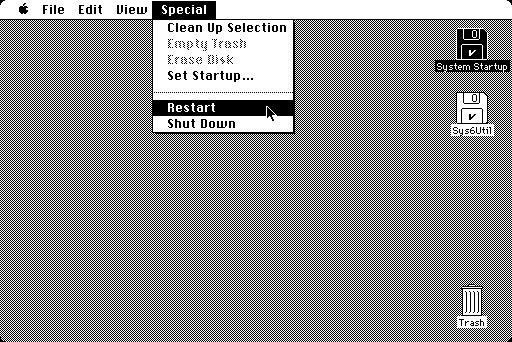 File Edit View Special
Clean Up Selection
Empty Trash
Erase Disk
Set Startup...
Restart
Shut Down
System Startup
Sys6Util
Trash